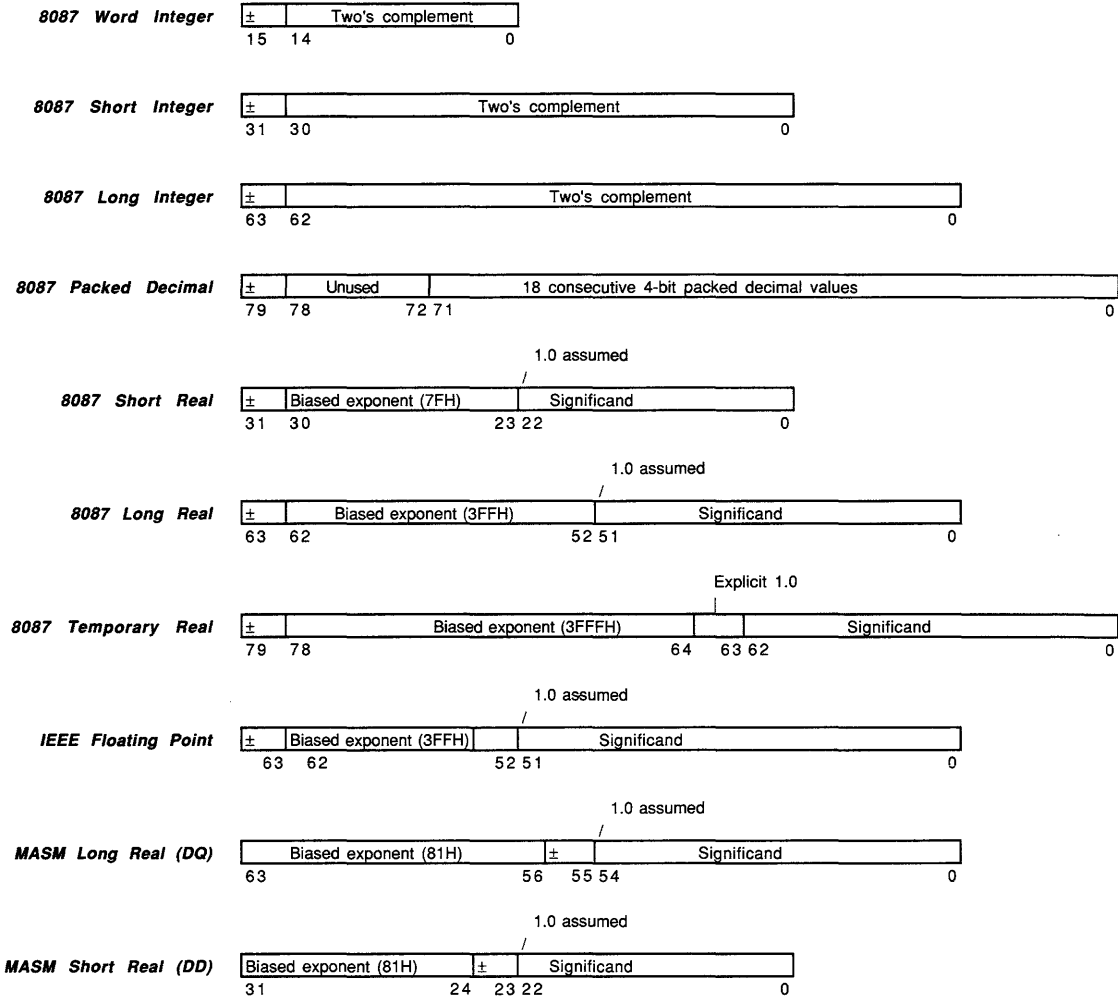 8087 Word Integer ± Two's complement
15 14 0
8087 Short Integer ± Two's complement
31 30 0
8087 Long Integer ± Two's complement
63 62 0
8087 Packed Decimal ± Unused 18 consecutive 4-bit packed decimal values
79 78 72 71 0
1.0 assumed
8087 Short Real ± Biased exponent (7FH) Significand
31 30 23 22 0
1.0 assumed
8087 Long Real ± Biased exponent (3FFH) Significand
63 62 52 51 0
Explicit 1.0
8087 Temporary Real ± Biased exponent (3FFFH) Significand
79 78 64 63 62 0
1.0 assumed
IEEE Floating Point ± Biased exponent (3FFH) Significand
63 62 52 51 0
1.0 assumed
MASM Long Real (DQ) Biased exponent (81H) ± Significand
63 56 55 54 0
1.0 assumed
MASM Short Real (DD) Biased exponent (81H) ± Significand
31 24 23 22 0